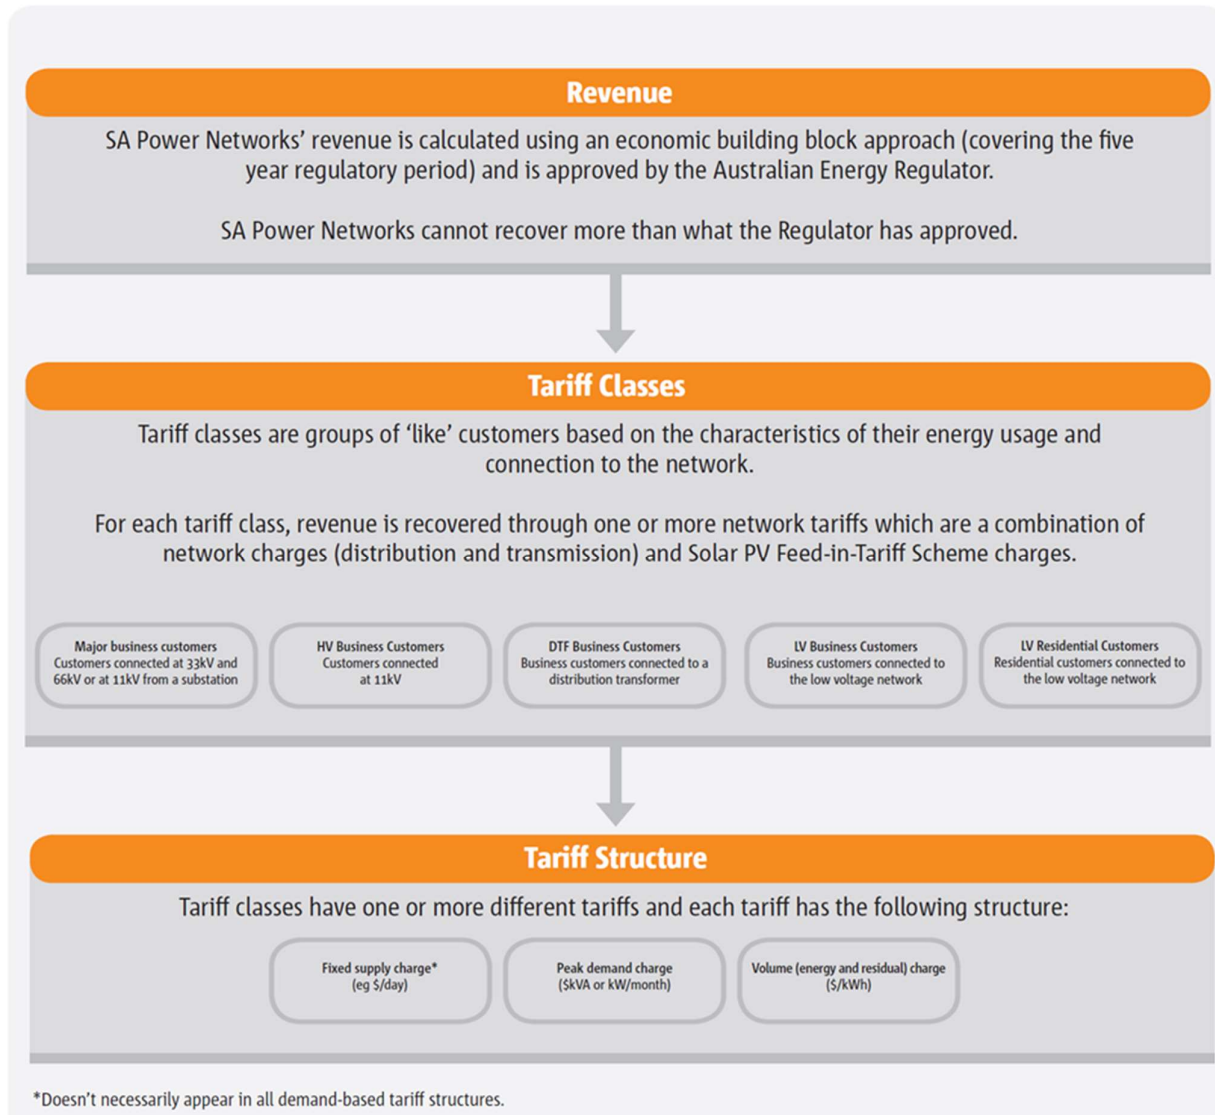 Revenue
SA Power Networks’ revenue is calculated using an economic building block approach (covering the five
year regulatory period) and is approved by the Australian Energy Regulator.
SA Power Networks cannot recover more than what the Regulator has approved.
Tariff Classes
Tariff classes are groups of ‘like’ customers based on the characteristics of their energy usage and
connection to the network.
For each tariff class, revenue is recovered through one or more network tariffs which are a combination of
network charges (distribution and transmission) and Solar PV Feed-in-Tariff Scheme charges.
Major business customers
Customers connected at 33kV and
66kV or at 11kV from a substation
HV Business Customers
Customers connected
at 11kV
DTF Business Customers
Business customers connected to a
distribution transformer
LV Business Customers
Business customers connected to
the low voltage network
LV Residential Customers
Residential customers connected to
the low voltage network
Tariff Structure
Tariff classes have one or more different tariffs and each tariff has the following structure:
Fixed supply charge*
(eg $/day)
Peak demand charge
($kVA or kW/month)
Volume (energy and residual) charge
($/kWh)
*Doesn’t necessarily appear in all demand-based tariff structures.